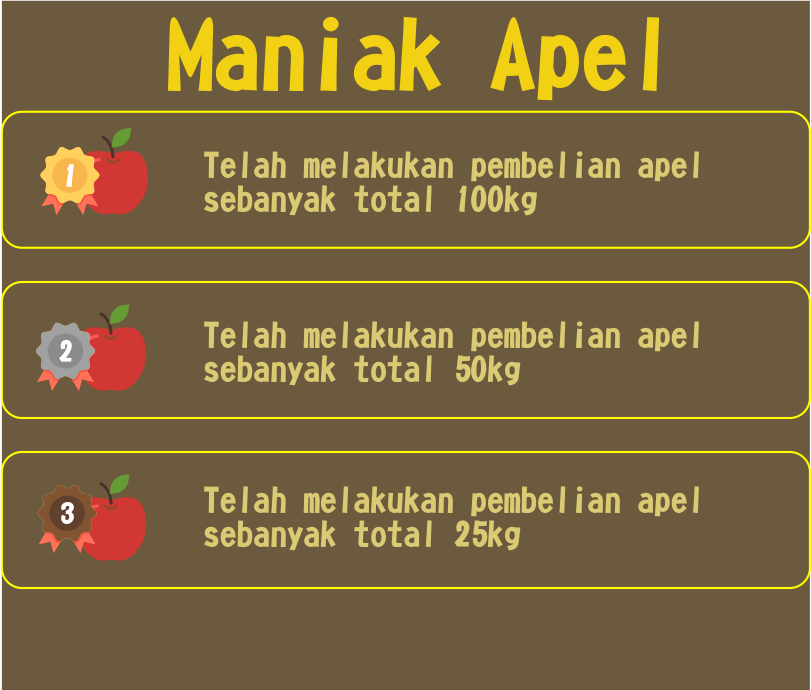 Maniak Apel
1
Telah melakukan pembelian apel
sebanyak total 100kg
2
Telah melakukan pembelian apel
sebanyak total 50kg
3
Telah melakukan pembelian apel
sebanyak total 25kg